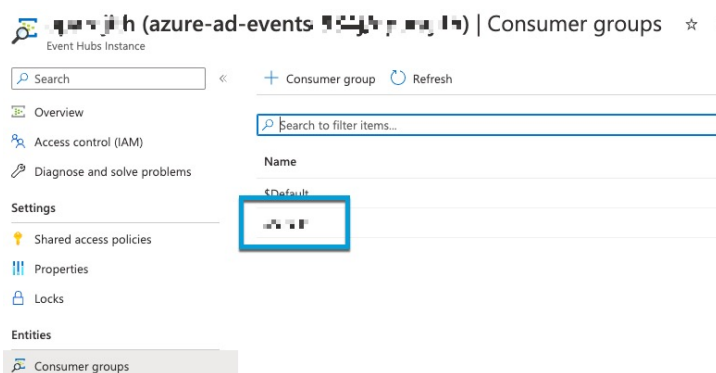 h (azure-ad-events ) | Consumer groups
Event Hubs Instance
Search
Overview
Access control (IAM)
Diagnose and solve problems
Settings
Shared access policies
Properties
Locks
Entities
Consumer groups
+ Consumer group Refresh
Search to filter items...
Name
$Default